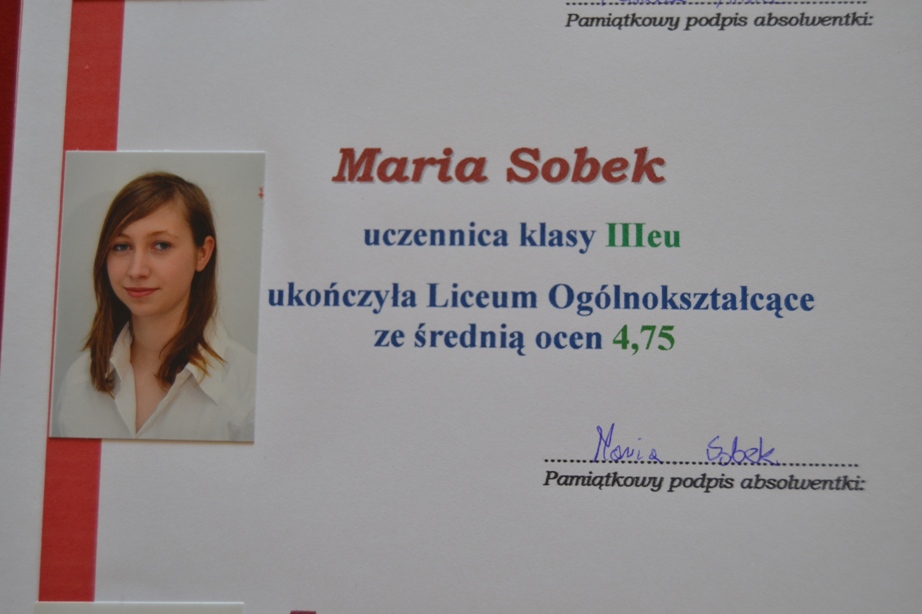 Pamiątkowy podpis absolwentki:
Maria Sobek
uczennica klasy IIIeu
ukończyła Liceum Ogólnokształcące
ze średnią ocen 4,75
Maria Sobek
Pamiątkowy podpis absolwentki: